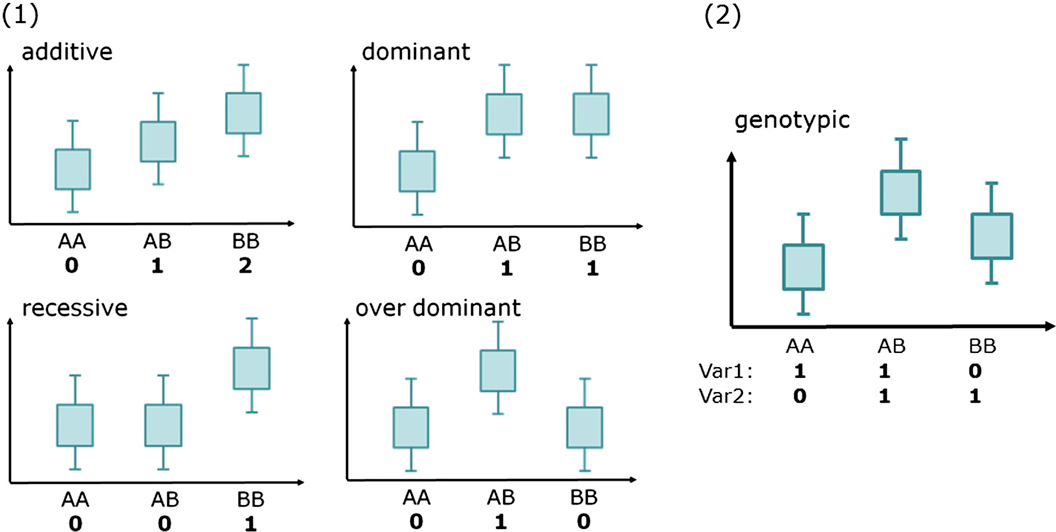 (1)
additive
AA AB BB
0 1 2
dominant
AA AB BB
0 1 1
recessive
AA AB BB
0 0 1
over dominant
AA AB BB
0 1 0
(2)
genotypic
AA AB BB
Var1: 1 1 0
Var2: 0 1 1